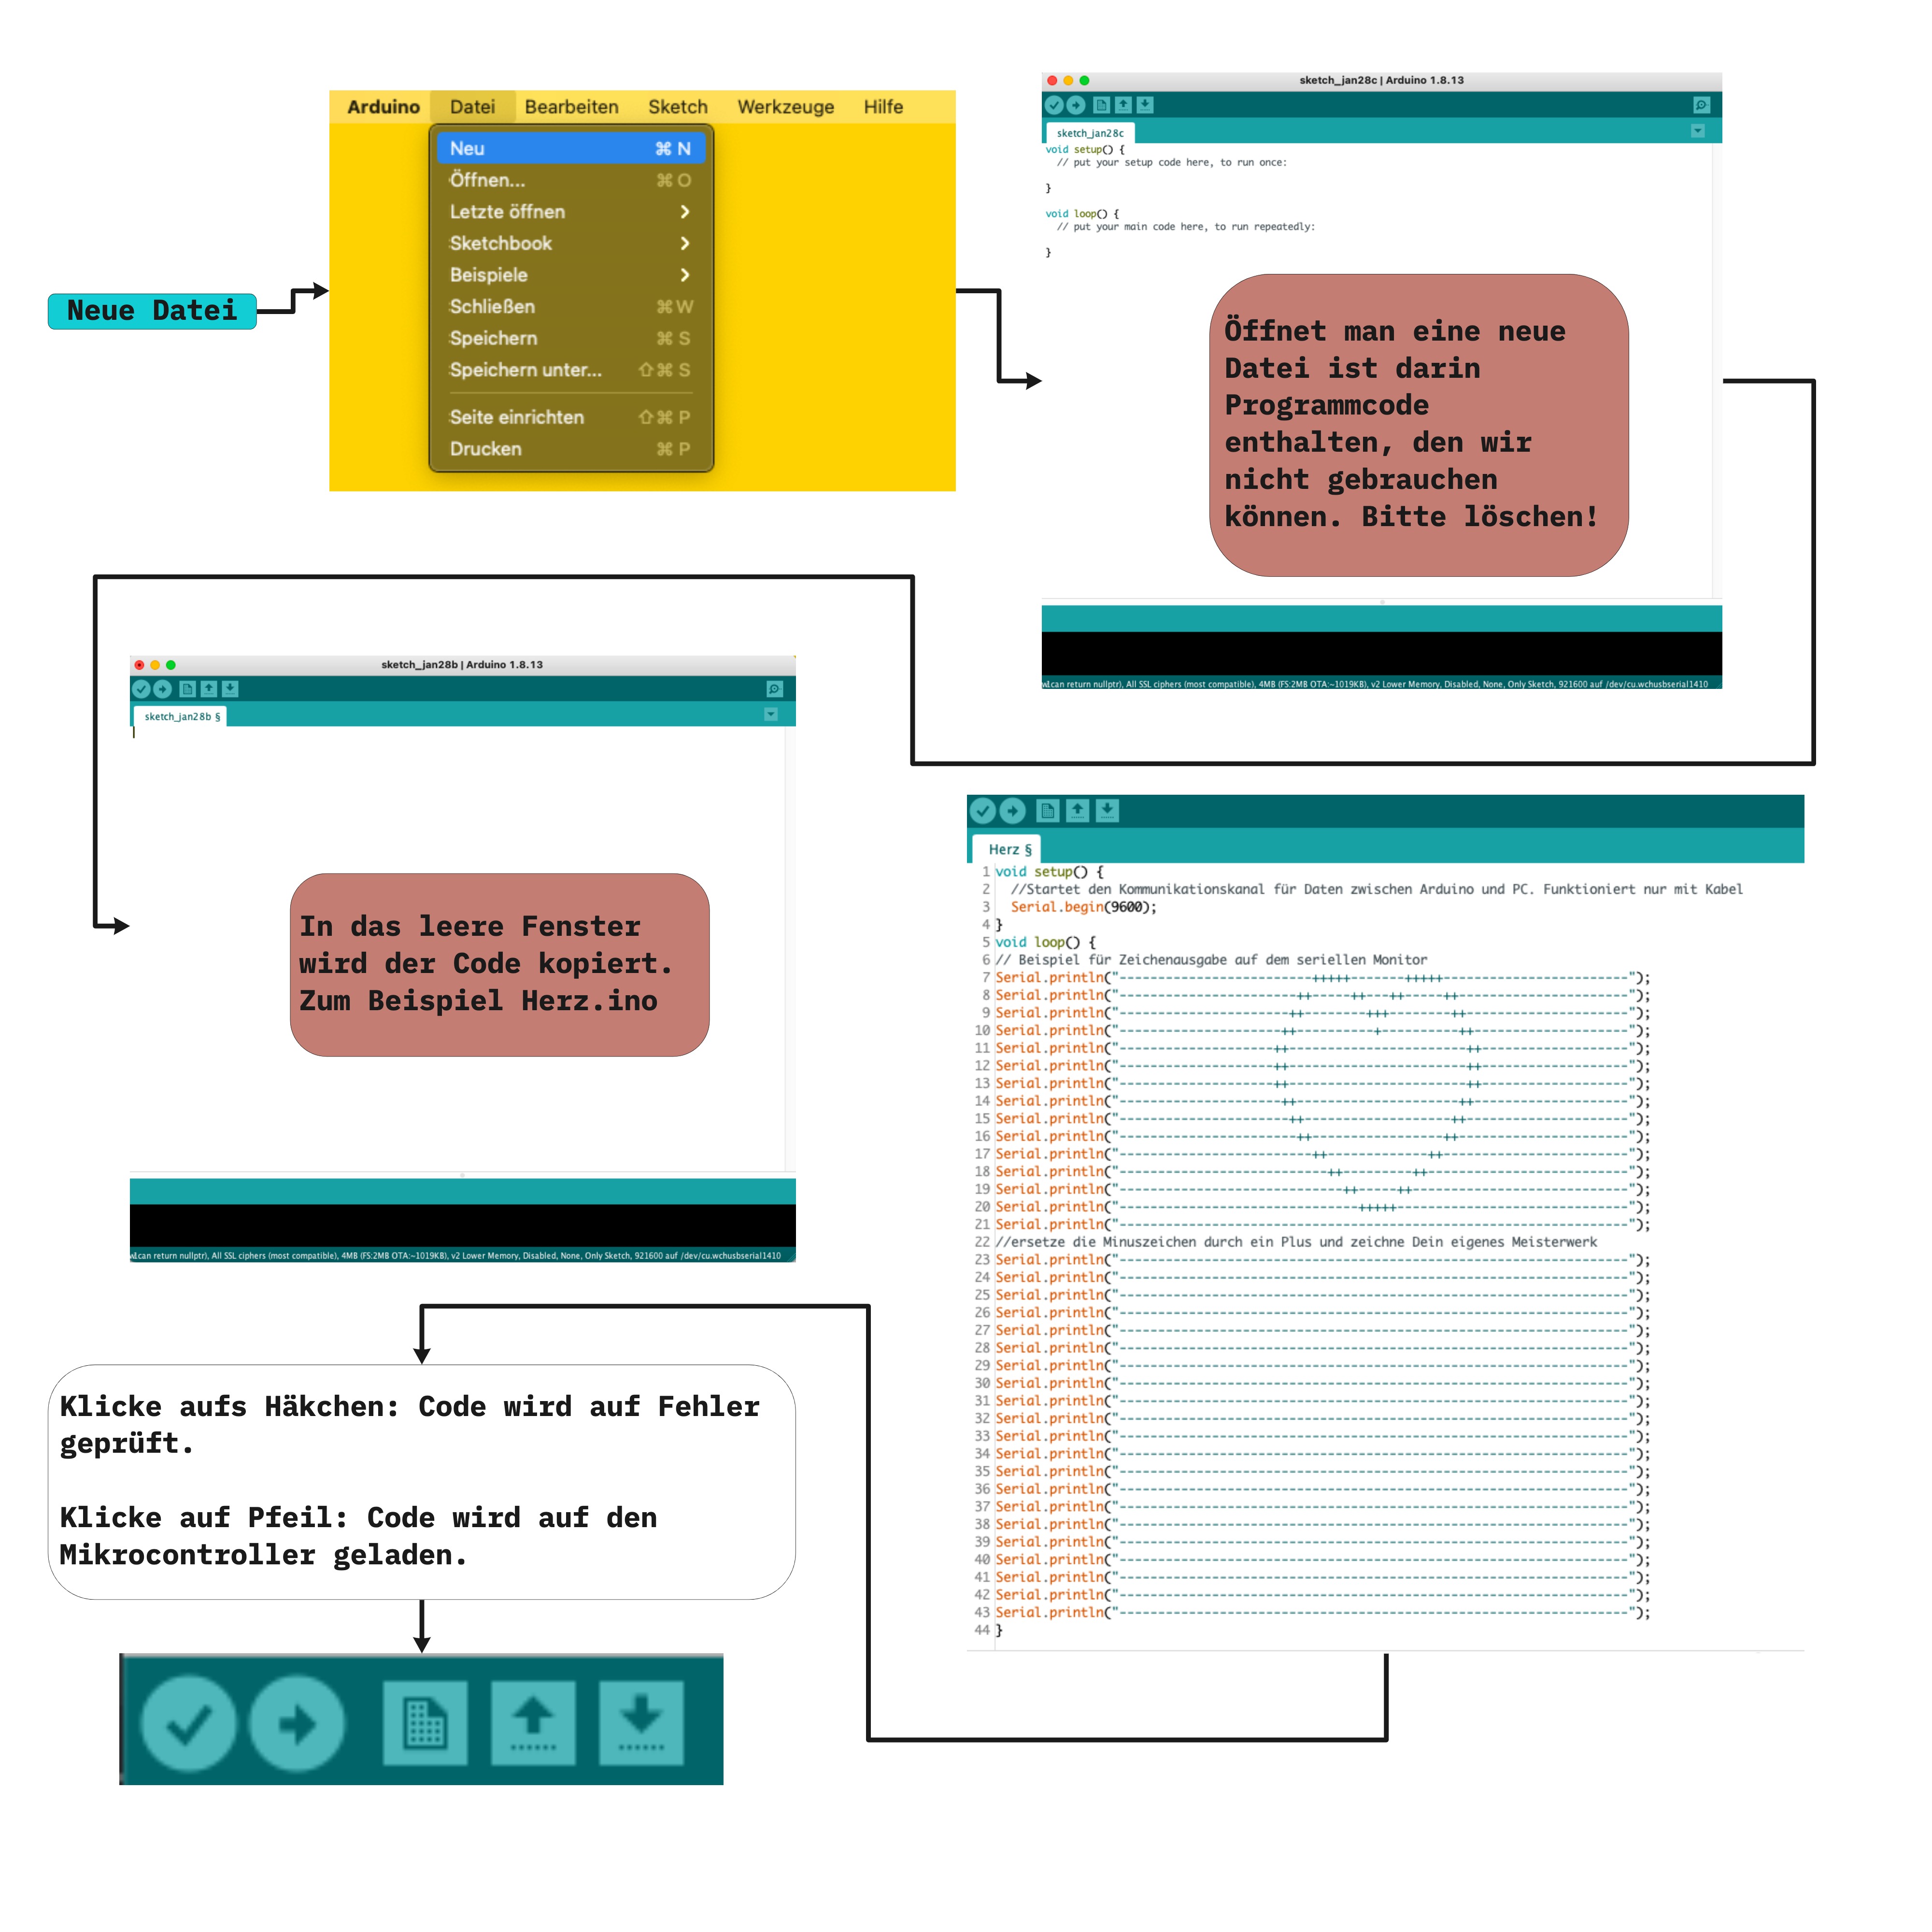 Arduino Datei Bearbeiten Sketch Werkzeuge Hilfe
Neu ⌘ N
Öffnen... ⌘ O
Letzte öffnen >
Sketchbook >
Beispiele >
Schließen ⌘ W
Speichern ⌘ S
Speichern unter... ⇧⌘ S
Seite einrichten ⇧⌘ P
Drucken ⌘ P
Neue Datei
sketch_jan28c | Arduino 1.8.13
sketch_jan28c
void setup() {
// put your setup code here, to run once:
}
void loop() {
// put your main code here, to run repeatedly:
}
Öffnet man eine neue
Datei ist darin
Programmcode
enthalten, den wir
nicht gebrauchen
können. Bitte löschen!
can return nullptr), All SSL ciphers (most compatible), 4MB (FS:2MB OTA:~1019KB), v2 Lower Memory, Disabled, None, Only Sketch, 921600 auf /dev/cu.wchusbserial1410
sketch_jan28b | Arduino 1.8.13
sketch_jan28b §
In das leere Fenster
wird der Code kopiert.
Zum Beispiel Herz.ino
can return nullptr), All SSL ciphers (most compatible), 4MB (FS:2MB OTA:~1019KB), v2 Lower Memory, Disabled, None, Only Sketch, 921600 auf /dev/cu.wchusbserial1410
Herz §
1 void setup() {
2 //Startet den Kommunikationskanal für Daten zwischen Arduino und PC. Funktioniert nur mit Kabel
3 Serial.begin(9600);
4 }
5 void loop() {
6 // Beispiel für Zeichenausgabe auf dem seriellen Monitor
7 Serial.println("-------------------------+++++-------+++++------------------------");
8 Serial.println("-----------------------++-----++---++-----++----------------------");
9 Serial.println("----------------------++--------+++--------++---------------------");
10 Serial.println("---------------------++----------+----------++--------------------");
11 Serial.println("--------------------++-----------------------++-------------------");
12 Serial.println("--------------------++-----------------------++-------------------");
13 Serial.println("--------------------++-----------------------++-------------------");
14 Serial.println("---------------------++---------------------++--------------------");
15 Serial.println("----------------------++-------------------++---------------------");
16 Serial.println("-----------------------++-----------------++----------------------");
17 Serial.println("-------------------------++-------------++------------------------");
18 Serial.println("---------------------------++---------++--------------------------");
19 Serial.println("-----------------------------++-----++----------------------------");
20 Serial.println("-------------------------------+++++------------------------------");
21 Serial.println("------------------------------------------------------------------");
22 //ersetze die Minuszeichen durch ein Plus und zeichne Dein eigenes Meisterwerk
23 Serial.println("------------------------------------------------------------------");
24 Serial.println("------------------------------------------------------------------");
25 Serial.println("------------------------------------------------------------------");
26 Serial.println("------------------------------------------------------------------");
27 Serial.println("------------------------------------------------------------------");
28 Serial.println("------------------------------------------------------------------");
29 Serial.println("------------------------------------------------------------------");
30 Serial.println("------------------------------------------------------------------");
31 Serial.println("------------------------------------------------------------------");
32 Serial.println("------------------------------------------------------------------");
33 Serial.println("------------------------------------------------------------------");
34 Serial.println("------------------------------------------------------------------");
35 Serial.println("------------------------------------------------------------------");
36 Serial.println("------------------------------------------------------------------");
37 Serial.println("------------------------------------------------------------------");
38 Serial.println("------------------------------------------------------------------");
39 Serial.println("------------------------------------------------------------------");
40 Serial.println("------------------------------------------------------------------");
41 Serial.println("------------------------------------------------------------------");
42 Serial.println("------------------------------------------------------------------");
43 Serial.println("------------------------------------------------------------------");
44 }
Klicke aufs Häkchen: Code wird auf Fehler
geprüft.
Klicke auf Pfeil: Code wird auf den
Mikrocontroller geladen.